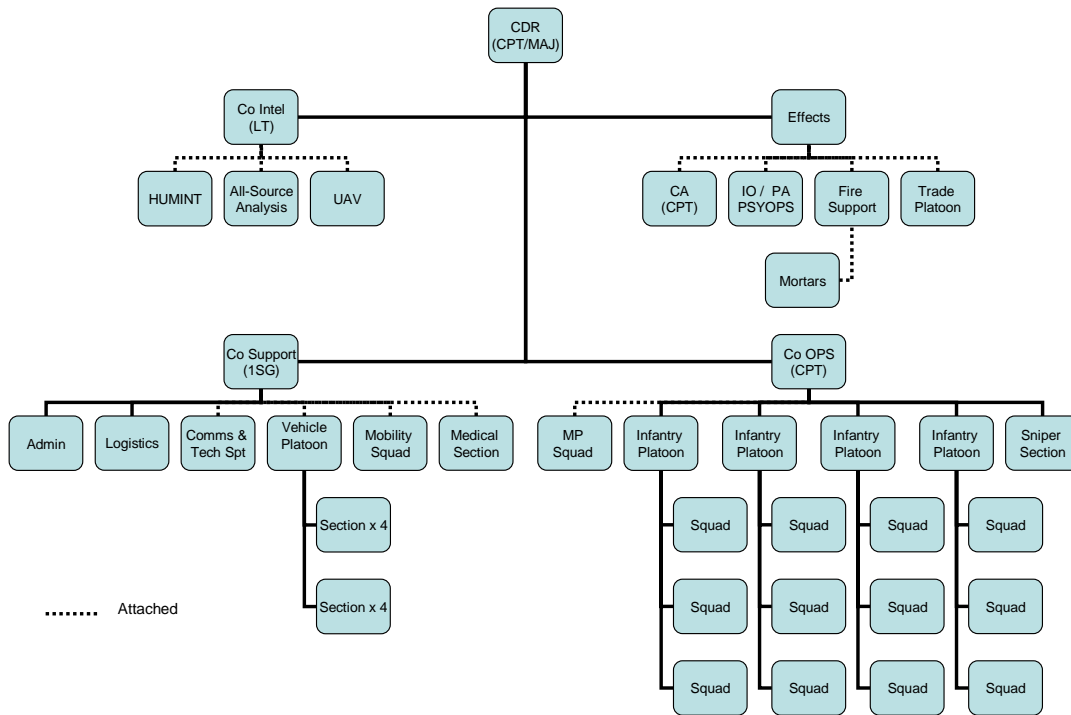 CDR
(CPT/MAJ)
Co Intel
(LT)
Effects
HUMINT
All-Source
Analysis
UAV
CA
(CPT)
IO / PA
PSYOPS
Fire
Support
Trade
Platoon
Mortars
Co Support
(1SG)
Co OPS
(CPT)
Admin
Logistics
Comms &
Tech Spt
Vehicle
Platoon
Mobility
Squad
Medical
Section
MP
Squad
Infantry
Platoon
Infantry
Platoon
Infantry
Platoon
Infantry
Platoon
Sniper
Section
Section x 4
Squad
Squad
Squad
Squad
Section x 4
Squad
Squad
Squad
Squad
Attached
Squad
Squad
Squad
Squad